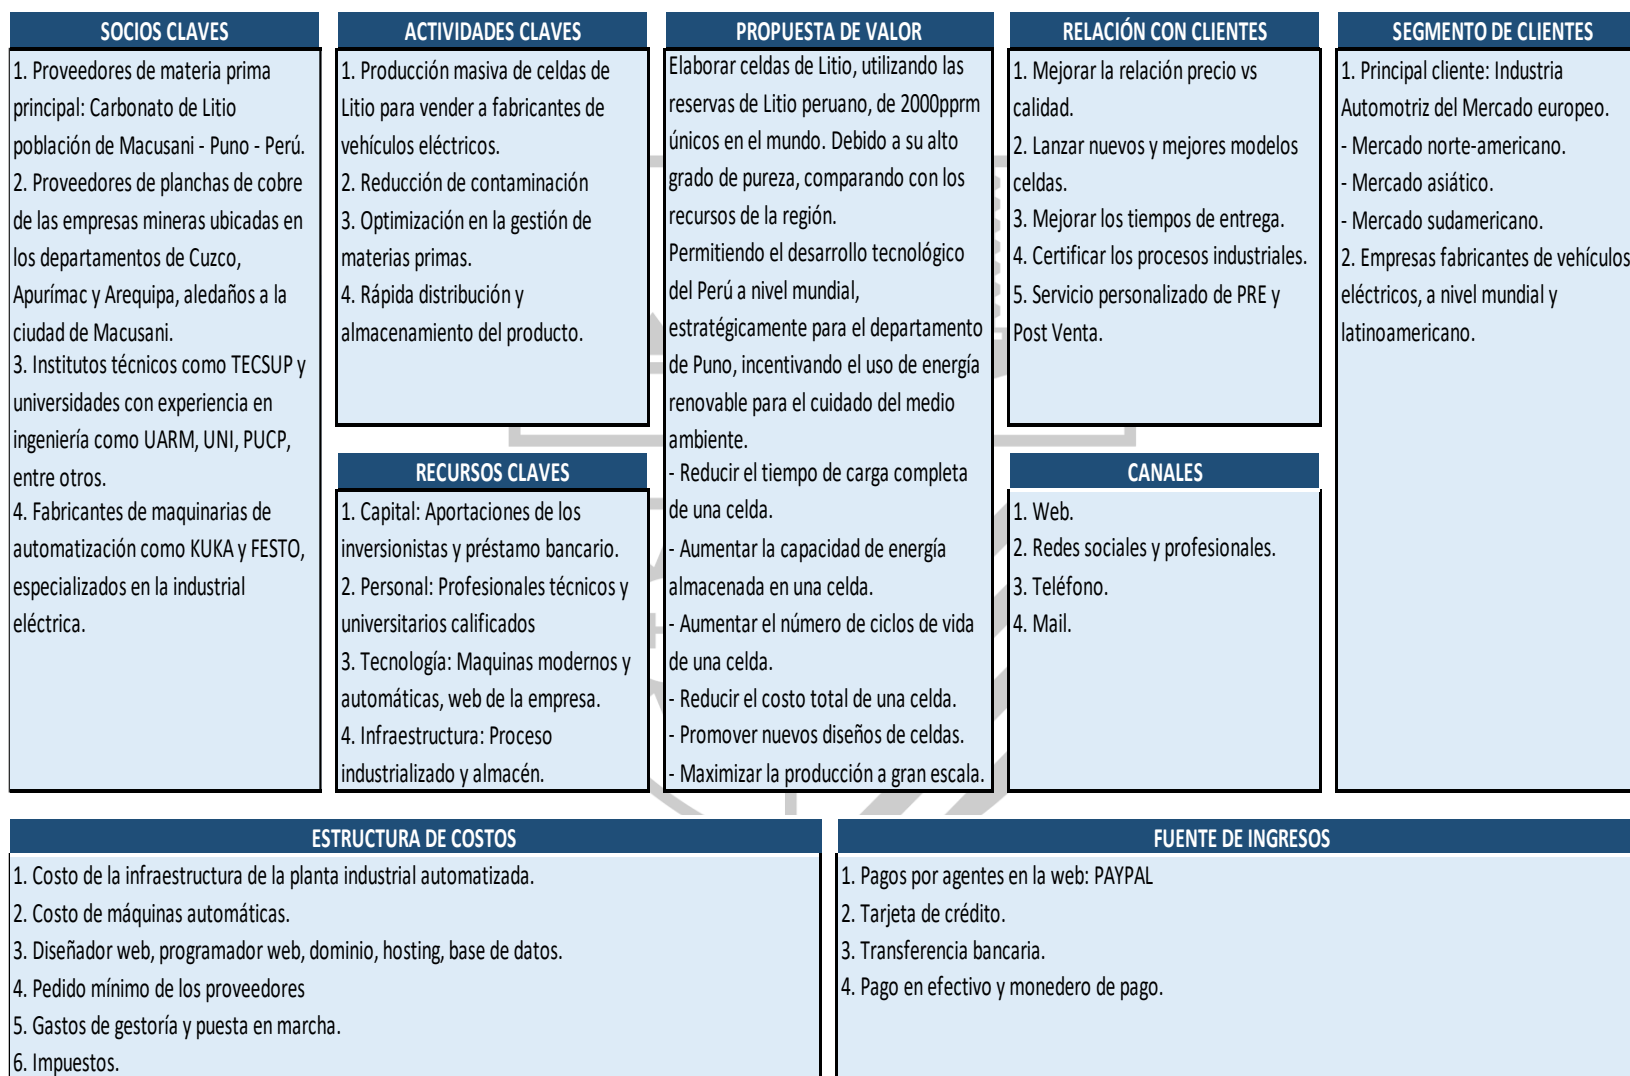 SOCIOS CLAVES
1. Proveedores de materia prima
principal: Carbonato de Litio
población de Macusani - Puno - Perú.
2. Proveedores de planchas de cobre
de las empresas mineras ubicadas en
los departamentos de Cuzco,
Apurímac y Arequipa, aledaños a la
ciudad de Macusani.
3. Institutos técnicos como TECSUP y
universidades con experiencia en
ingeniería como UARM, UNI, PUCP,
entre otros.
4. Fabricantes de maquinarias de
automatización como KUKA y FESTO,
especializados en la industrial
eléctrica.
ACTIVIDADES CLAVES
1. Producción masiva de celdas de
Litio para vender a fabricantes de
vehículos eléctricos.
2. Reducción de contaminación
3. Optimización en la gestión de
materias primas.
4. Rápida distribución y
almacenamiento del producto.
RECURSOS CLAVES
1. Capital: Aportaciones de los
inversionistas y préstamo bancario.
2. Personal: Profesionales técnicos y
universitarios calificados
3. Tecnología: Maquinas modernos y
automáticas, web de la empresa.
4. Infraestructura: Proceso
industrializado y almacén.
PROPUESTA DE VALOR
Elaborar celdas de Litio, utilizando las
reservas de Litio peruano, de 2000pprm
únicos en el mundo. Debido a su alto
grado de pureza, comparando con los
recursos de la región.
Permitiendo el desarrollo tecnológico
del Perú a nivel mundial,
estratégicamente para el departamento
de Puno, incentivando el uso de energía
renovable para el cuidado del medio
ambiente.
- Reducir el tiempo de carga completa
de una celda.
- Aumentar la capacidad de energía
almacenada en una celda.
- Aumentar el número de ciclos de vida
de una celda.
- Reducir el costo total de una celda.
- Promover nuevos diseños de celdas.
- Maximizar la producción a gran escala.
RELACIÓN CON CLIENTES
1. Mejorar la relación precio vs
calidad.
2. Lanzar nuevos y mejores modelos
celdas.
3. Mejorar los tiempos de entrega.
4. Certificar los procesos industriales.
5. Servicio personalizado de PRE y
Post Venta.
CANALES
1. Web.
2. Redes sociales y profesionales.
3. Teléfono.
4. Mail.
SEGMENTO DE CLIENTES
1. Principal cliente: Industria
Automotriz del Mercado europeo.
- Mercado norte-americano.
- Mercado asiático.
- Mercado sudamericano.
2. Empresas fabricantes de vehículos
eléctricos, a nivel mundial y
latinoamericano.
ESTRUCTURA DE COSTOS
1. Costo de la infraestructura de la planta industrial automatizada.
2. Costo de máquinas automáticas.
3. Diseñador web, programador web, dominio, hosting, base de datos.
4. Pedido mínimo de los proveedores
5. Gastos de gestoría y puesta en marcha.
6. Impuestos.
FUENTE DE INGRESOS
1. Pagos por agentes en la web: PAYPAL
2. Tarjeta de crédito.
3. Transferencia bancaria.
4. Pago en efectivo y monedero de pago.